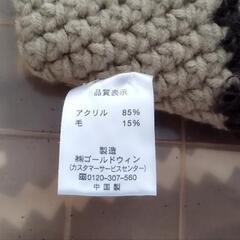 品質表示
アクリル 85%
毛 15%
製造
㈱ゴールドウィン
(カスタマーサービスセンター)
0120-307-560
中国製